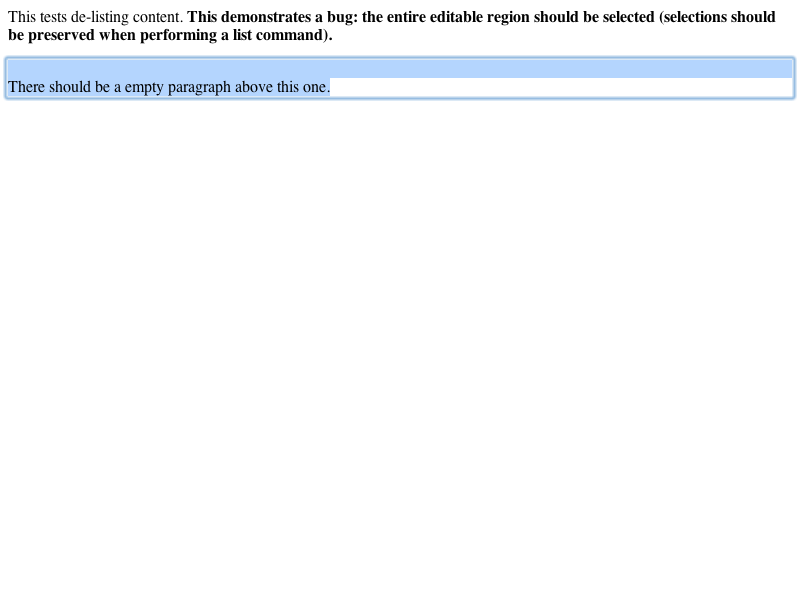 This tests de-listing content. This demonstrates a bug: the entire editable region should be selected (selections should
be preserved when performing a list command).
There should be a empty paragraph above this one.